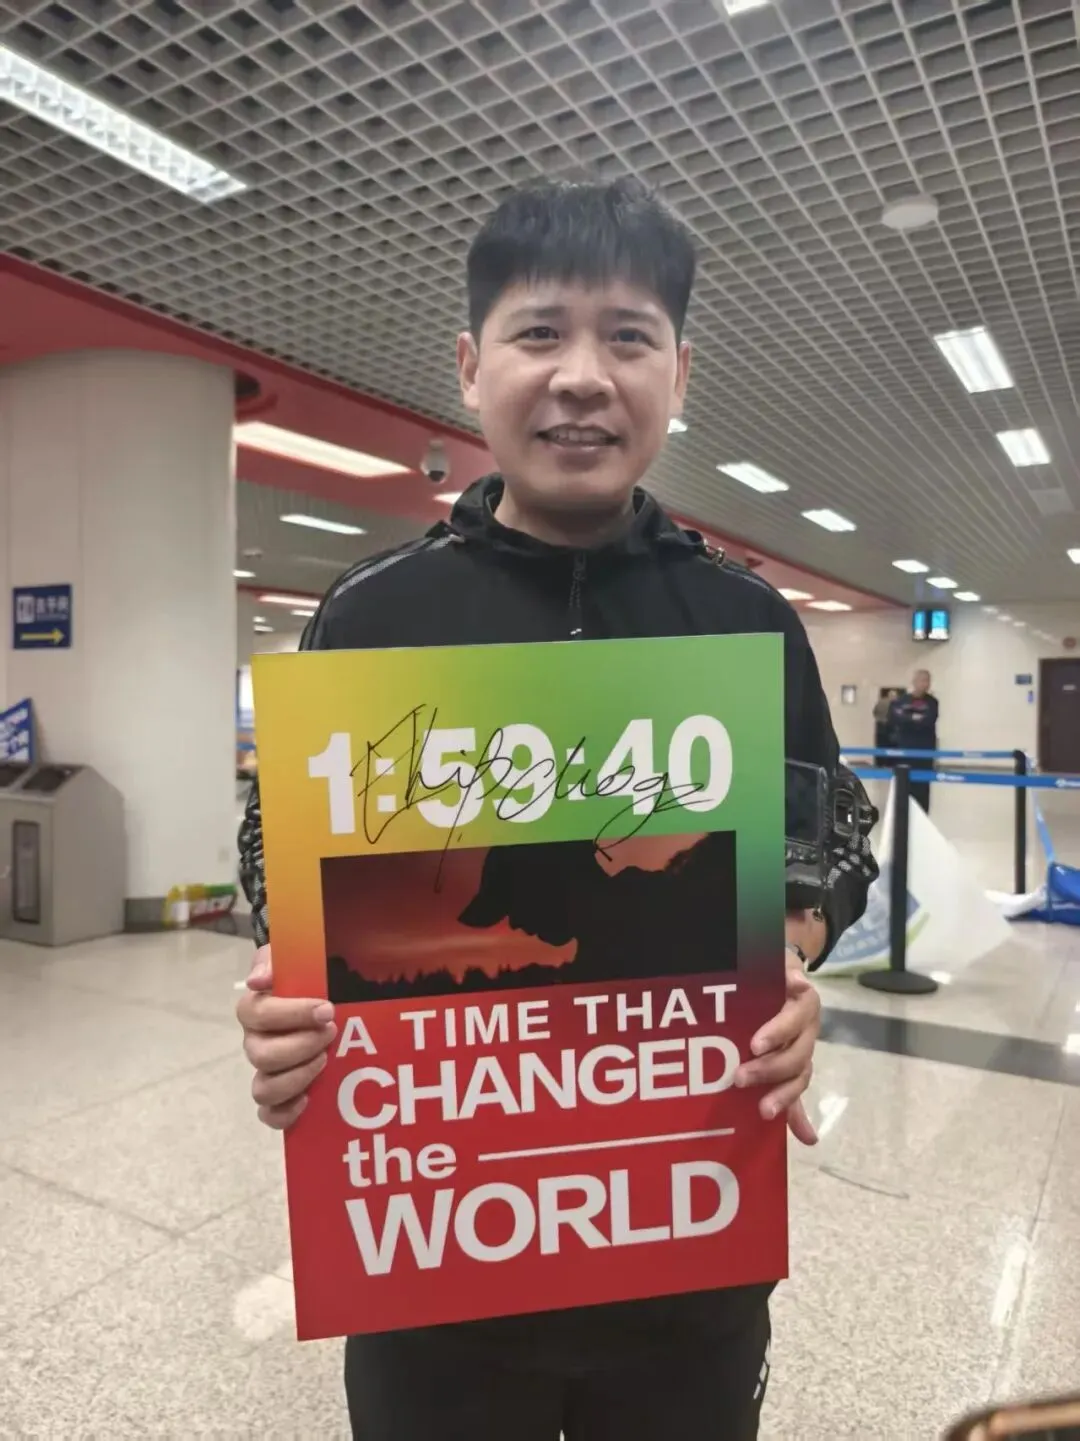 1:59:40
A TIME THAT
CHANGED
the
WORLD